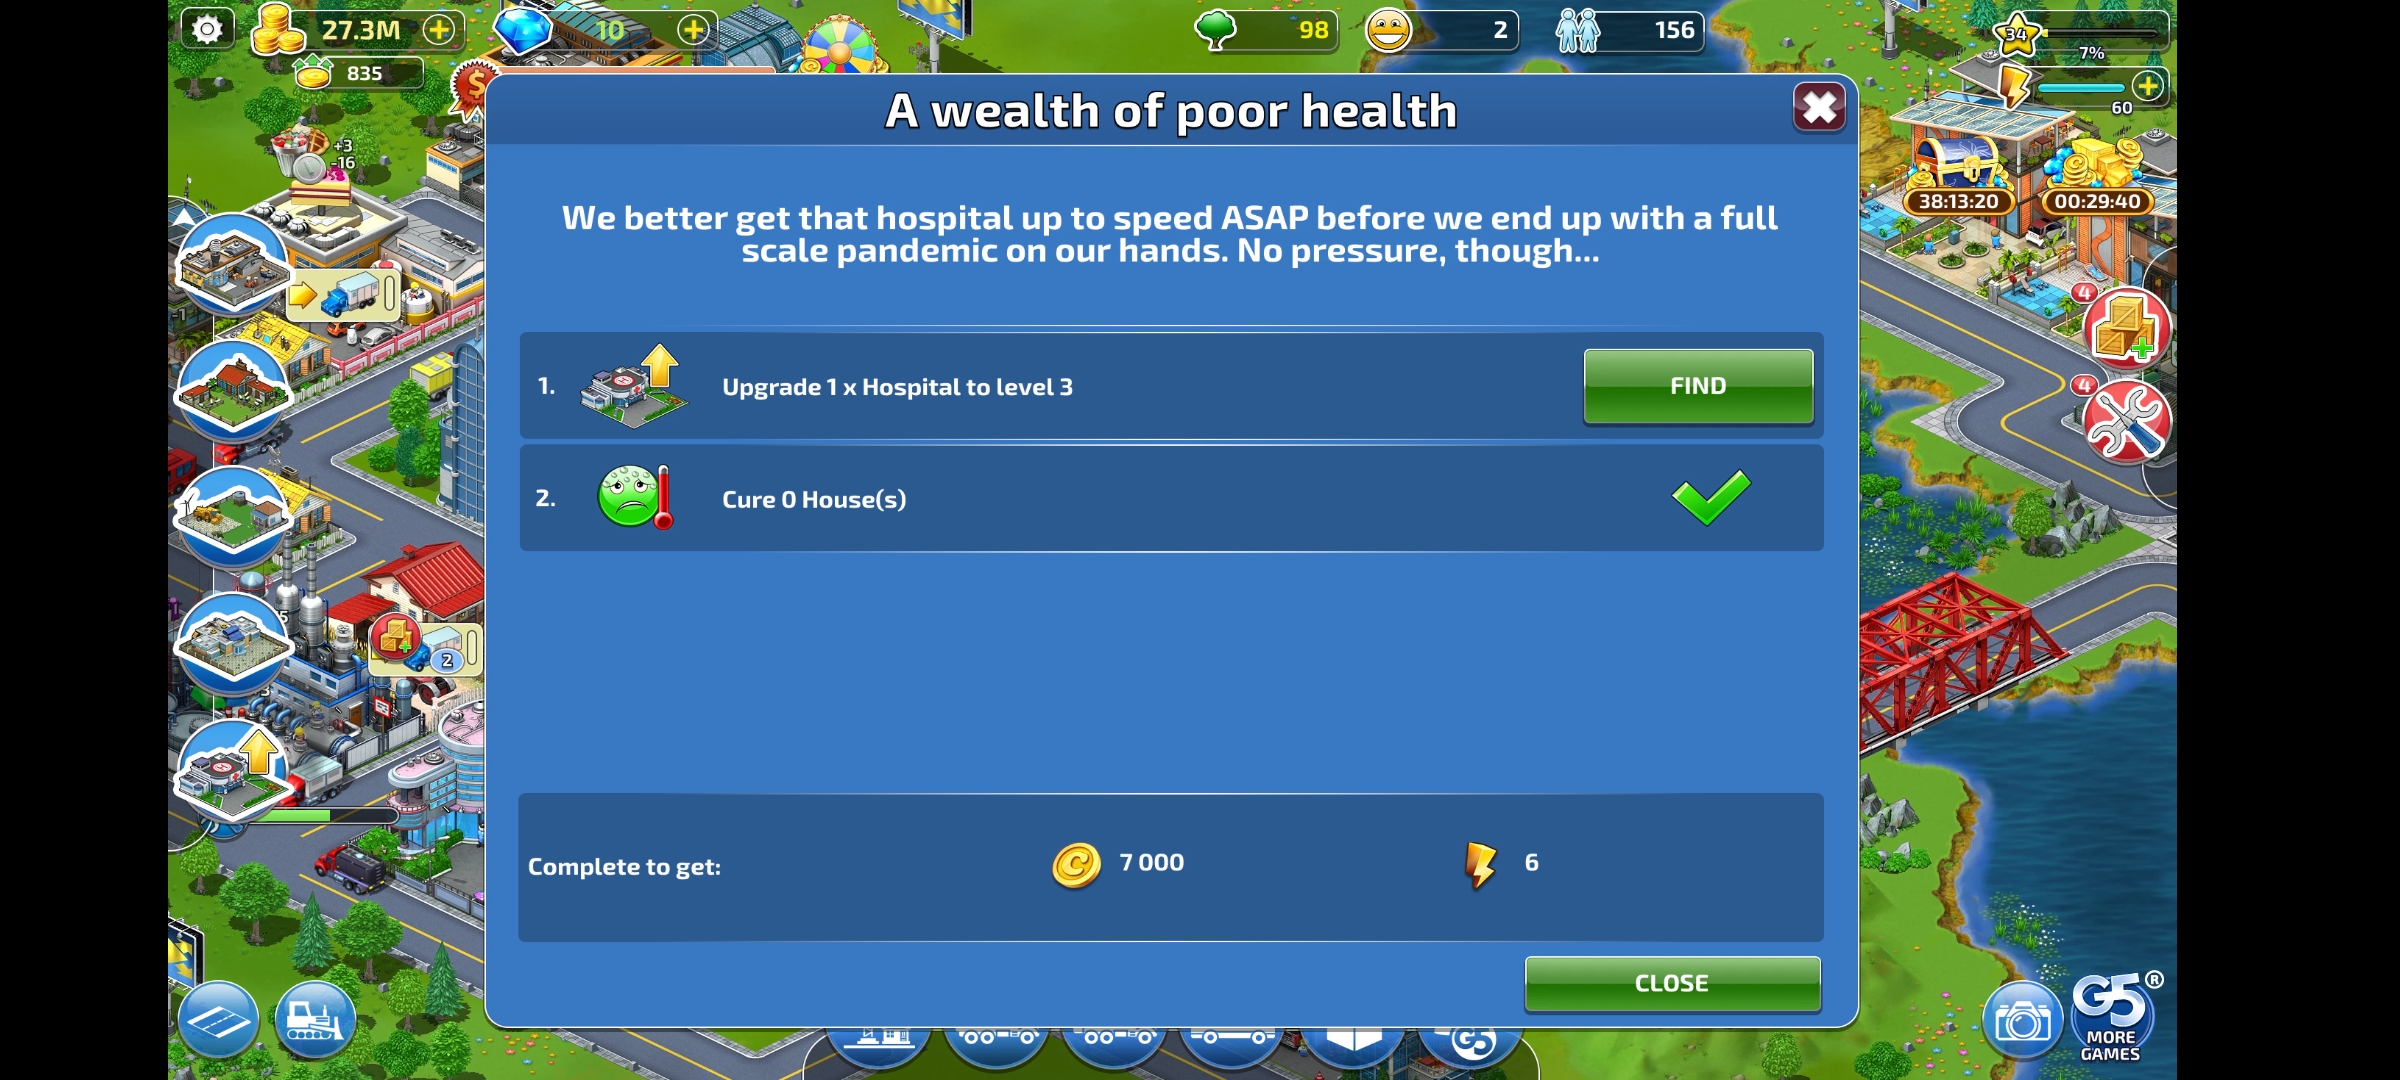 27.3M
10
98
2
156
34
7%
835
60
+3
-16
38:13:20
00:29:40
4
4
-1
2
A wealth of poor health
We better get that hospital up to speed ASAP before we end up with a full
scale pandemic on our hands. No pressure, though...
1. Upgrade 1 x Hospital to level 3 FIND
2. Cure 0 House(s)
Complete to get: 7 000 6
CLOSE
G5
G5®
MORE
GAMES